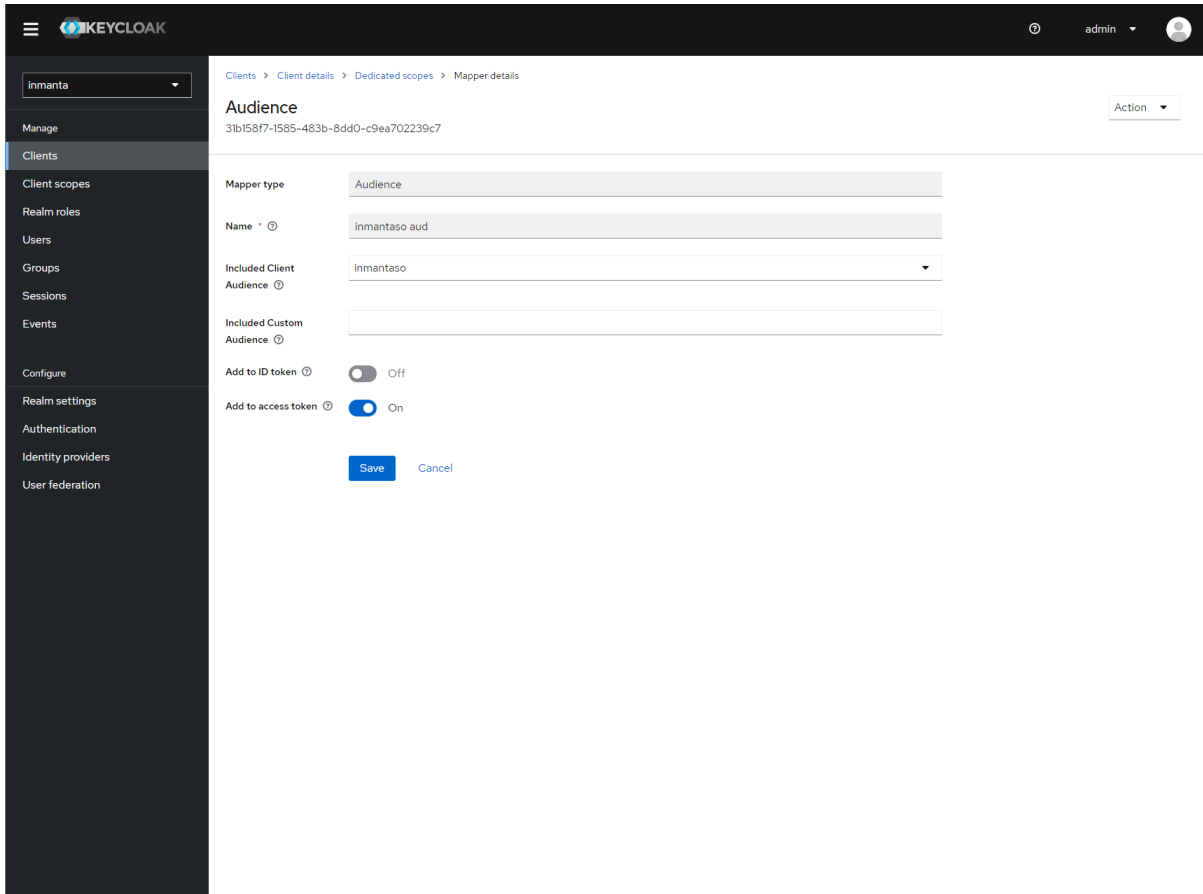 KEYCLOAK
admin
inmanta
Manage
Clients
Client scopes
Realm roles
Users
Groups
Sessions
Events
Configure
Realm settings
Authentication
Identity providers
User federation
Clients > Client details > Dedicated scopes > Mapper details
Audience
31b158f7-1585-483b-8dd0-c9ea702239c7
Action
Mapper type
Audience
Name *
inmantaso aud
Included Client
Audience
inmantaso
Included Custom
Audience
Add to ID token
Off
Add to access token
On
Save
Cancel